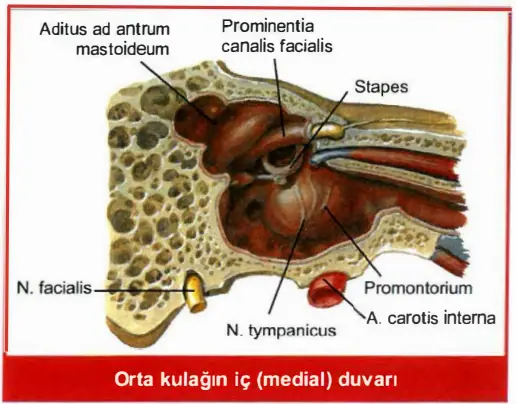 Aditus ad antrum
mastoideum
Prominentia
canalis facialis
Stapes
N. facialis
Promontorium
A. carotis interna
N. tympanicus
Orta kulağın iç (medial) duvarı